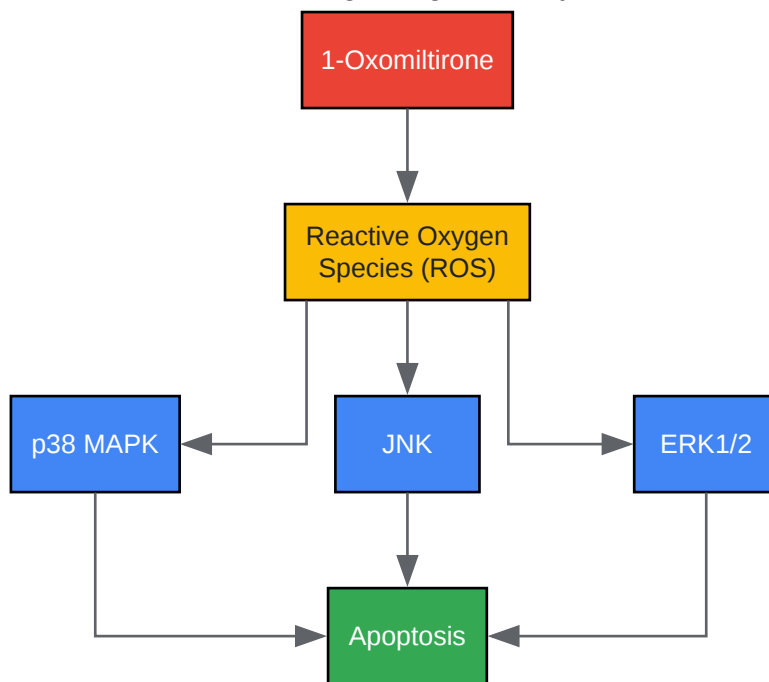 1-Oxomiltirone
Reactive Oxygen
Species (ROS)
p38 MAPK
JNK
ERK1/2
Apoptosis